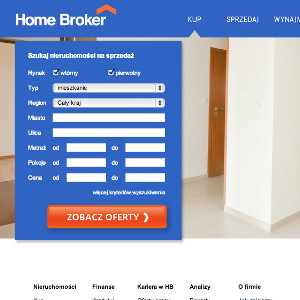 Home Broker
KUP SPRZEDAJ
Szukaj nieruchomości na sprzedaż
Rynek wtórny pierwotny
Typ mieszkanie
Region Cały kraj
Miasto
Ulica
Metraż od do
Pokoje od do
Cena od do
więcej kryteriów wyszukiwania
ZOBACZ OFERTY
Nieruchomości Finanse Kariera w HB Analizy O firmie